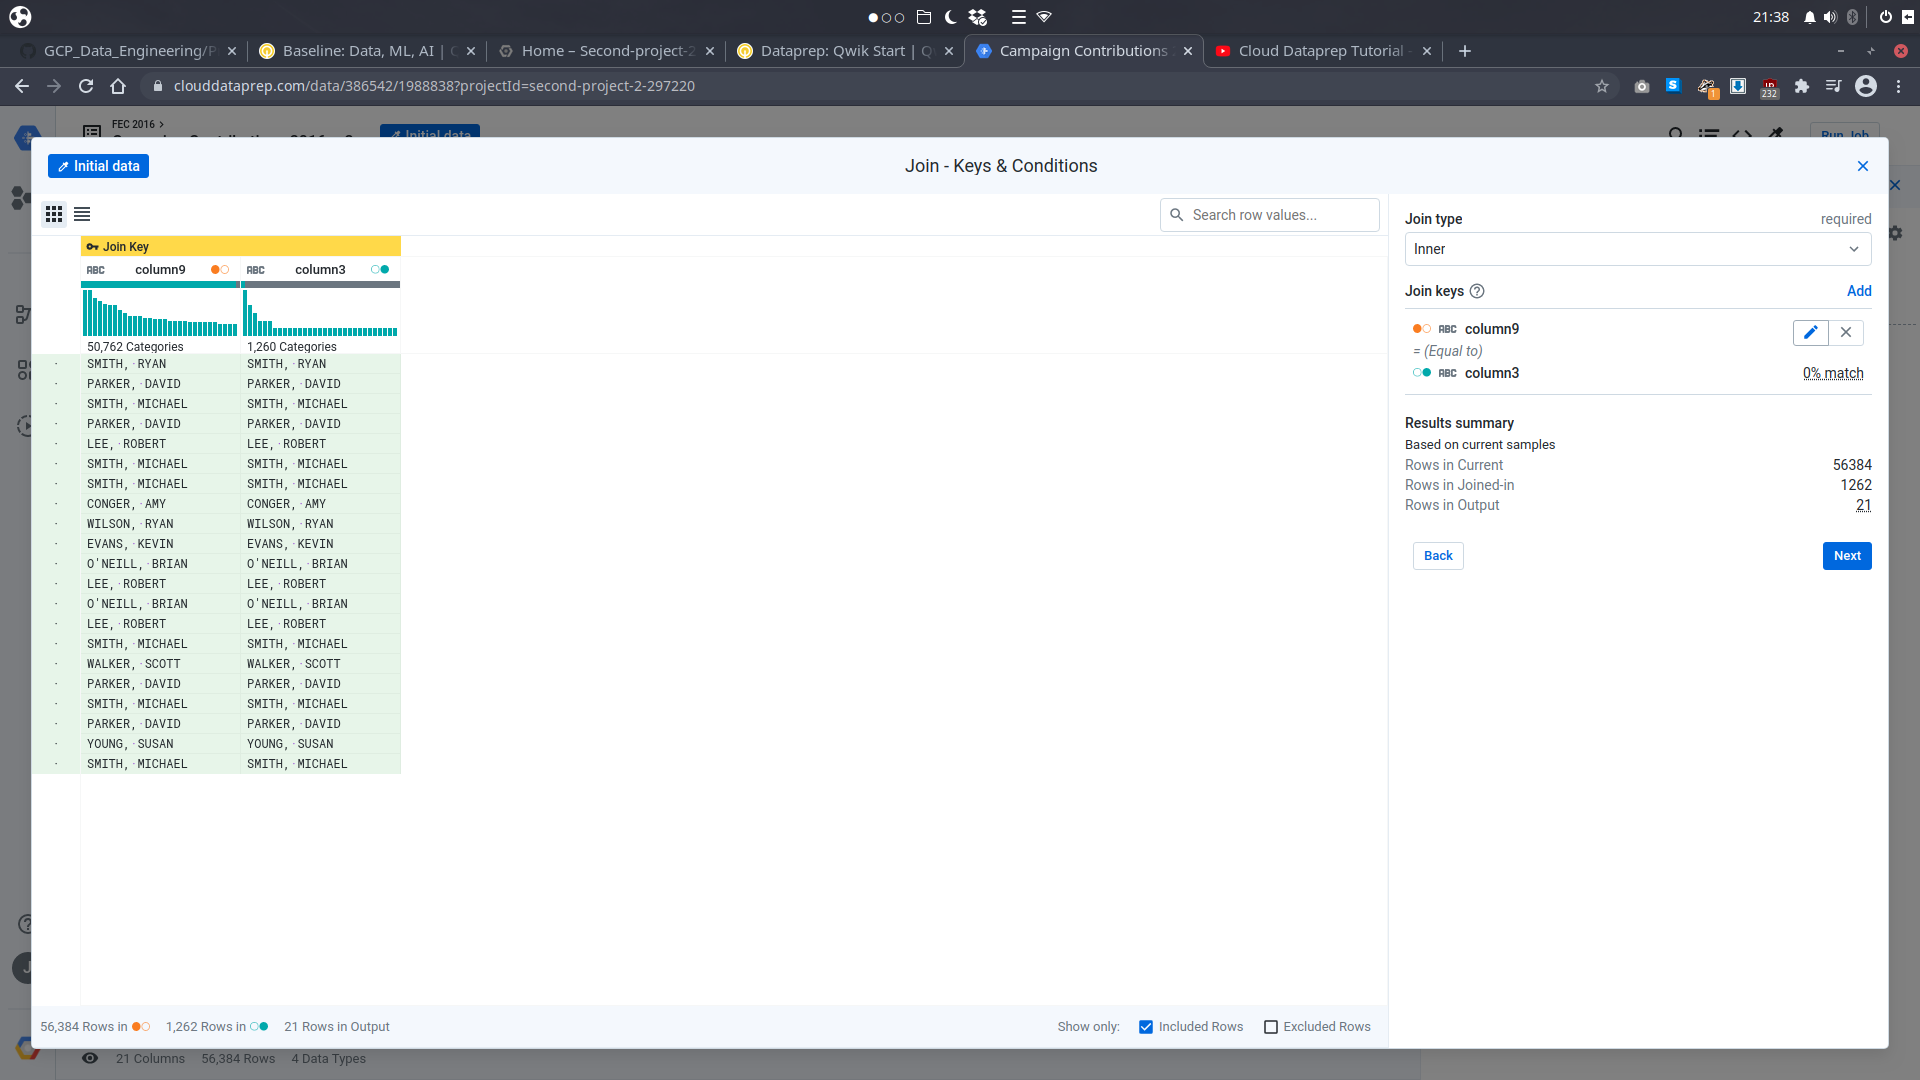 21:38
GCP_Data_Engineering/P
Baseline: Data, ML, AI |
Home – Second-project-2
Dataprep: Qwik Start |
Campaign Contributions
Cloud Dataprep Tutorial
clouddataprep.com/data/386542/1988838?projectId=second-project-2-297220
1
232
FEC 2016
Initial data
Run Job
Initial data
Join - Keys & Conditions
Search row values...
Join Key
ABC column9 ABC column3
50,762 Categories 1,260 Categories
SMITH,·RYAN SMITH,·RYAN
PARKER,·DAVID PARKER,·DAVID
SMITH,·MICHAEL SMITH,·MICHAEL
PARKER,·DAVID PARKER,·DAVID
LEE,·ROBERT LEE,·ROBERT
SMITH,·MICHAEL SMITH,·MICHAEL
SMITH,·MICHAEL SMITH,·MICHAEL
CONGER,·AMY CONGER,·AMY
WILSON,·RYAN WILSON,·RYAN
EVANS,·KEVIN EVANS,·KEVIN
O'NEILL,·BRIAN O'NEILL,·BRIAN
LEE,·ROBERT LEE,·ROBERT
O'NEILL,·BRIAN O'NEILL,·BRIAN
LEE,·ROBERT LEE,·ROBERT
SMITH,·MICHAEL SMITH,·MICHAEL
WALKER,·SCOTT WALKER,·SCOTT
PARKER,·DAVID PARKER,·DAVID
SMITH,·MICHAEL SMITH,·MICHAEL
PARKER,·DAVID PARKER,·DAVID
YOUNG,·SUSAN YOUNG,·SUSAN
SMITH,·MICHAEL SMITH,·MICHAEL
56,384 Rows in 1,262 Rows in 21 Rows in Output
Show only: Included Rows Excluded Rows
Join type required
Inner
Join keys Add
ABC column9
= (Equal to)
ABC column3 0% match
Results summary
Based on current samples
Rows in Current 56384
Rows in Joined-in 1262
Rows in Output 21
Back Next
J
21 Columns 56,384 Rows 4 Data Types